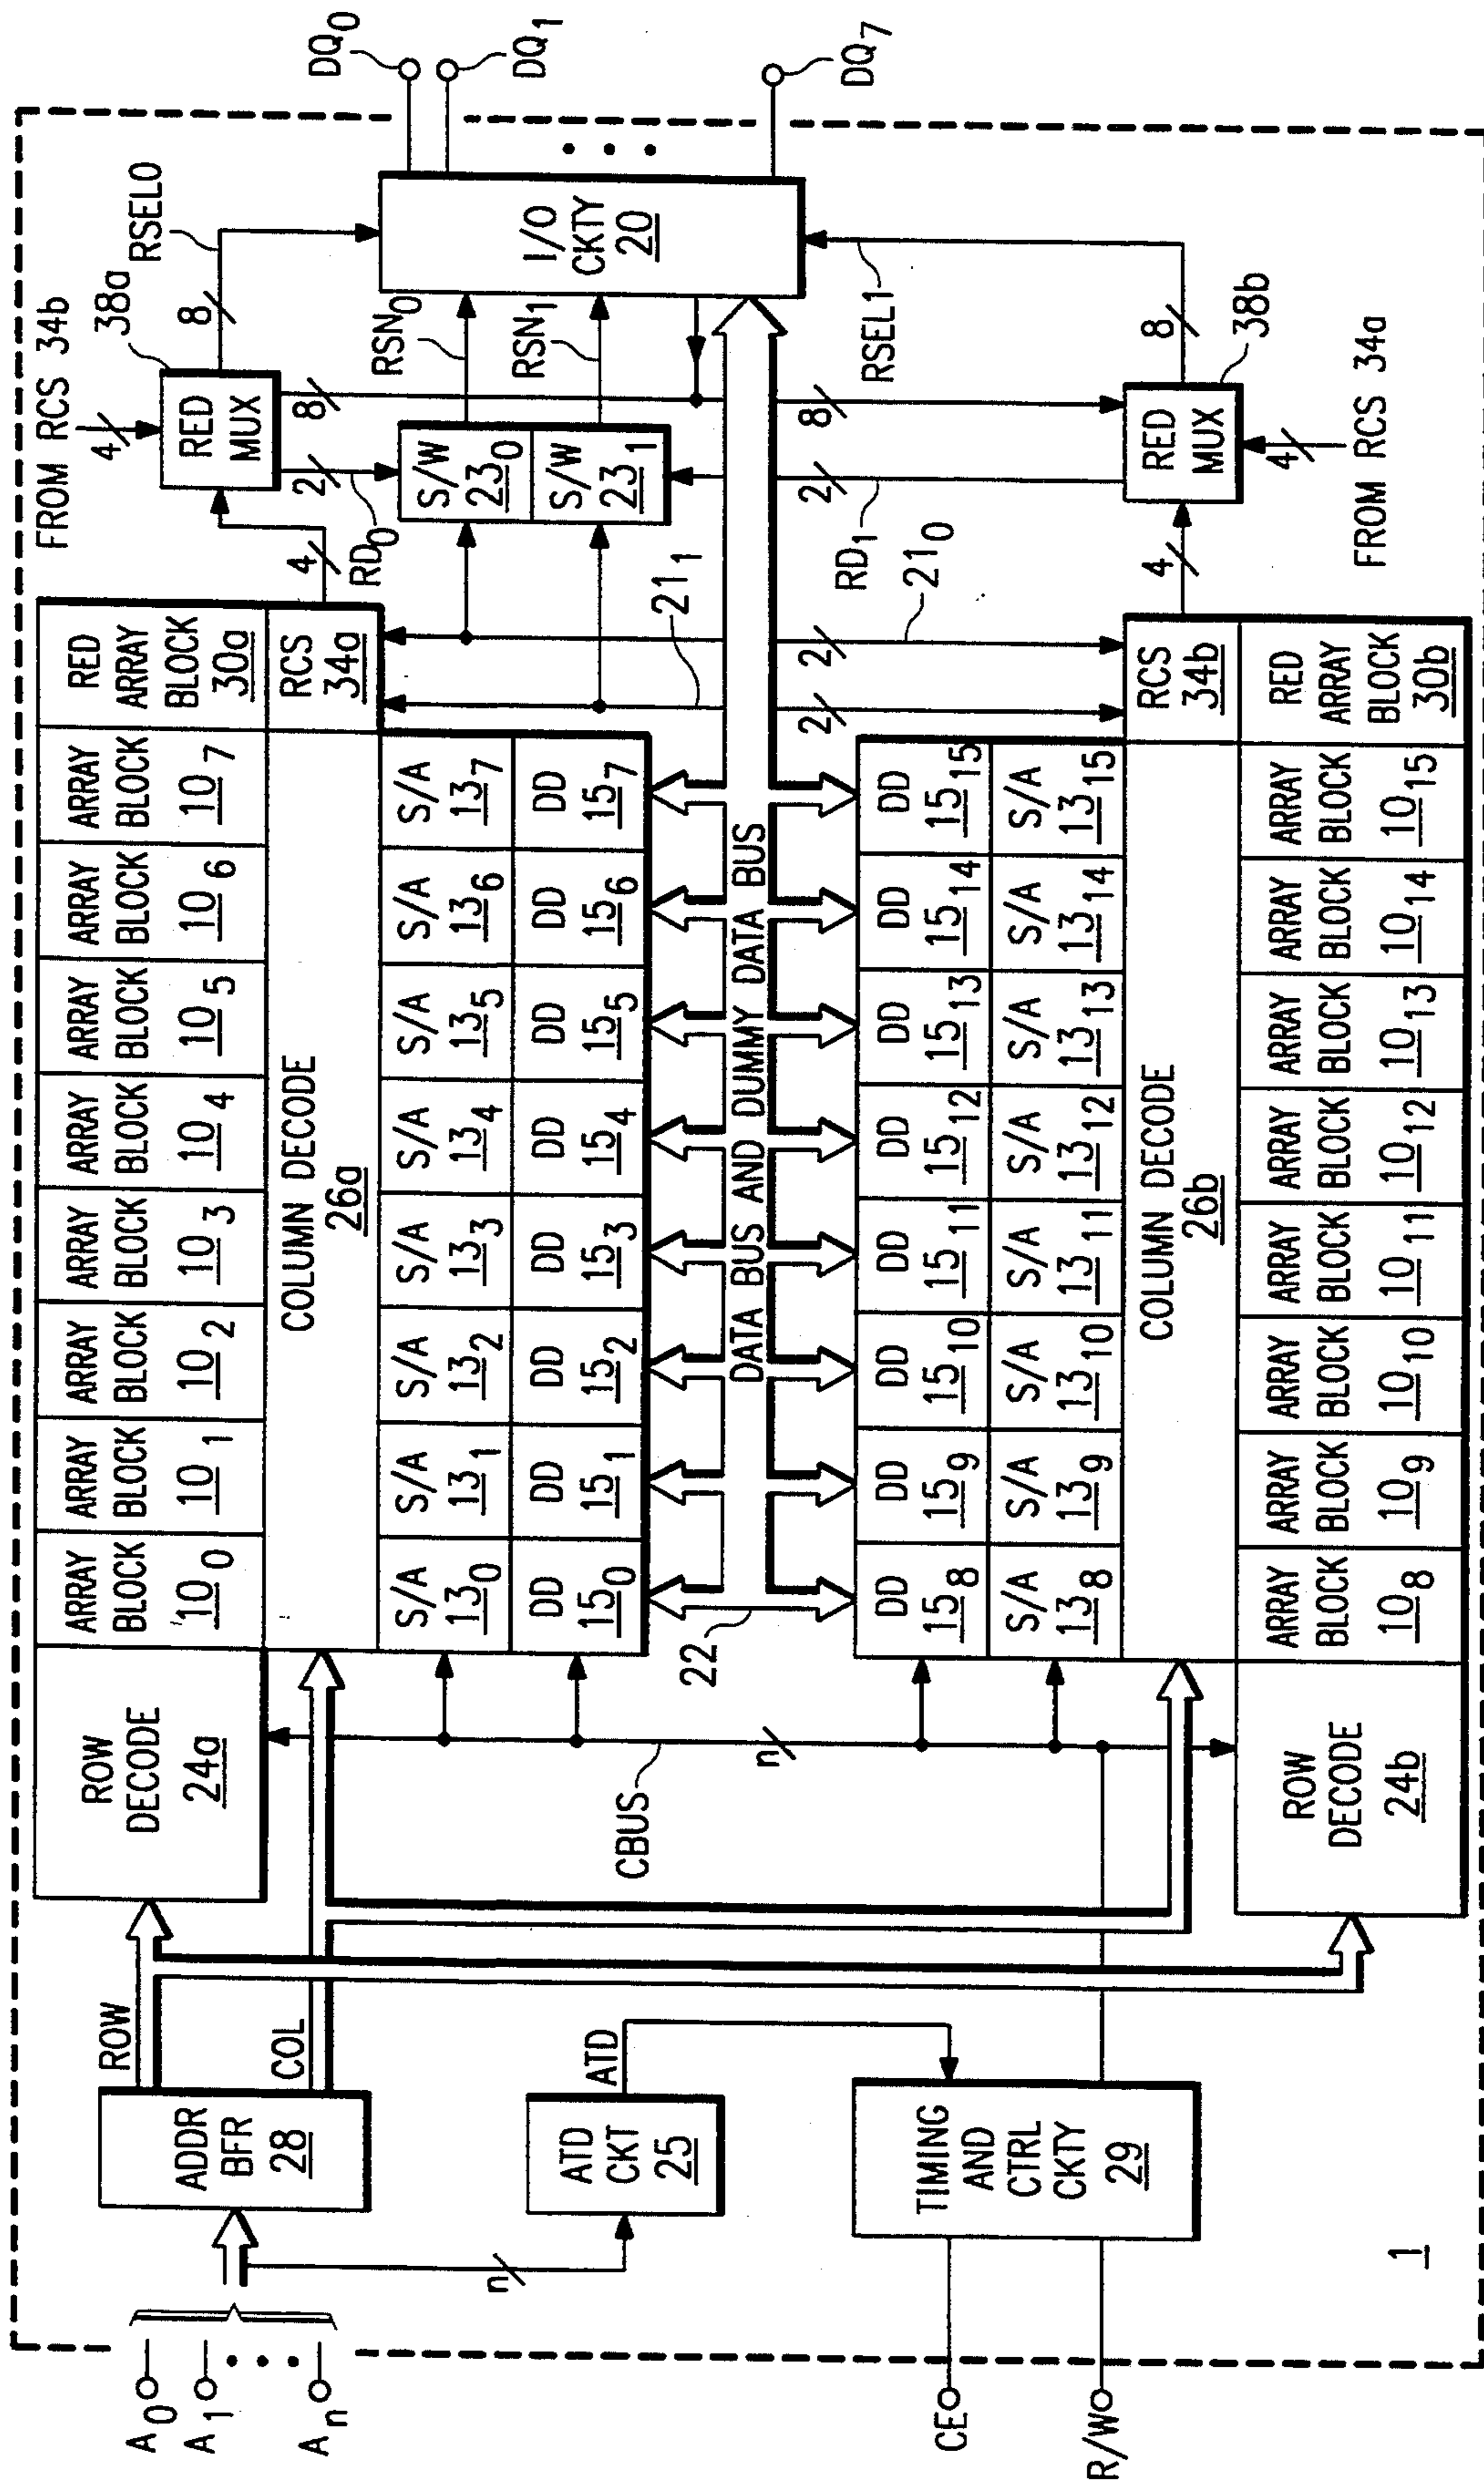 A0
A1
An
ADDR
BFR
28
ROW
COL
n
ATD
CKT
25
ATD
CE
R/W
TIMING
AND
CTRL
CKTY
29
1
ROW
DECODE
24a
CBUS
n
ROW
DECODE
24b
ARRAY
BLOCK
10 0
ARRAY
BLOCK
10 1
ARRAY
BLOCK
10 2
ARRAY
BLOCK
10 3
ARRAY
BLOCK
10 4
ARRAY
BLOCK
10 5
ARRAY
BLOCK
10 6
ARRAY
BLOCK
10 7
RED
ARRAY
BLOCK
30a
COLUMN DECODE
26a
RCS
34a
S/A
13 0
S/A
13 1
S/A
13 2
S/A
13 3
S/A
13 4
S/A
13 5
S/A
13 6
S/A
13 7
DD
15 0
DD
15 1
DD
15 2
DD
15 3
DD
15 4
DD
15 5
DD
15 6
DD
15 7
22
DATA BUS AND DUMMY DATA BUS
DD
15 8
DD
15 9
DD
15 10
DD
15 11
DD
15 12
DD
15 13
DD
15 14
DD
15 15
S/A
13 8
S/A
13 9
S/A
13 10
S/A
13 11
S/A
13 12
S/A
13 13
S/A
13 14
S/A
13 15
COLUMN DECODE
26b
RCS
34b
ARRAY
BLOCK
10 8
ARRAY
BLOCK
10 9
ARRAY
BLOCK
10 10
ARRAY
BLOCK
10 11
ARRAY
BLOCK
10 12
ARRAY
BLOCK
10 13
ARRAY
BLOCK
10 14
ARRAY
BLOCK
10 15
RED
ARRAY
BLOCK
30b
FROM RCS 34b
4
38a
RED
MUX
8
RSEL0
4
RD0
2
8
S/W
23 0
S/W
23 1
RSN0
RSN1
21 1
I/O
CKTY
20
DQ0
DQ1
DQ7
2
2
21 0
RD1
2
8
RSEL1
4
RED
MUX
8
38b
4
FROM RCS 34a